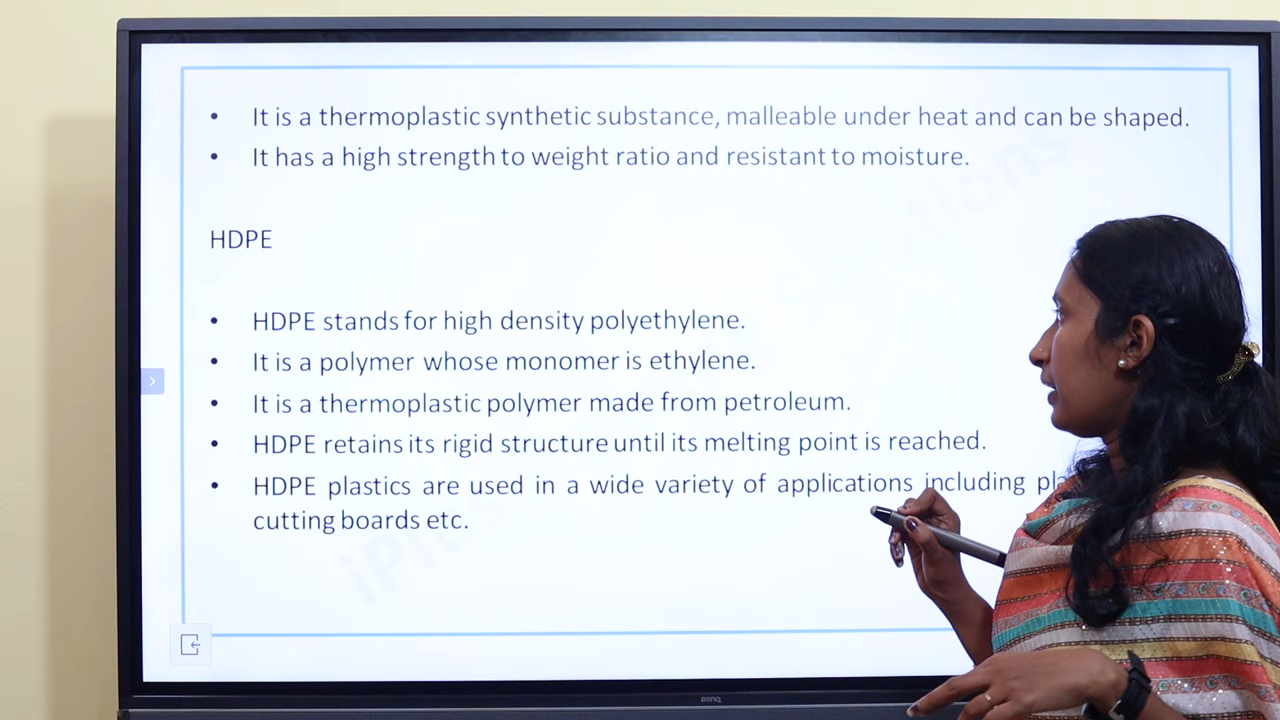 • It is a thermoplastic synthetic substance, malleable under heat and can be shaped.
• It has a high strength to weight ratio and resistant to moisture.
HDPE
• HDPE stands for high density polyethylene.
• It is a polymer whose monomer is ethylene.
• It is a thermoplastic polymer made from petroleum.
• HDPE retains its rigid structure until its melting point is reached.
• HDPE plastics are used in a wide variety of applications including
cutting boards etc.
BenQ